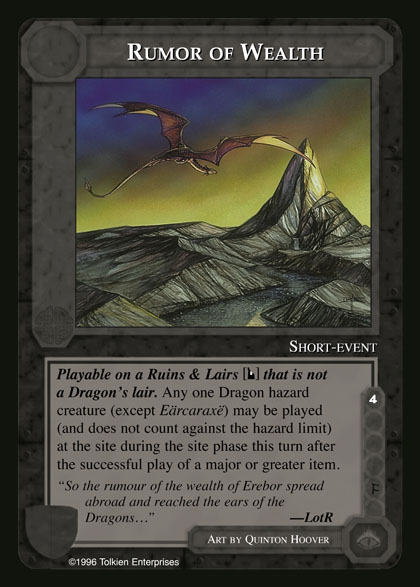 RUMOR OF WEALTH
SHORT-EVENT
Playable on a Ruins & Lairs [ ] that is not
a Dragon's lair. Any one Dragon hazard
creature (except Eärcaraxë) may be played
(and does not count against the hazard limit)
at the site during the site phase this turn after
the successful play of a major or greater item.
4
"So the rumour of the wealth of Erebor spread
abroad and reached the ears of the
Dragons…" —LotR
F
ART BY QUINTON HOOVER
©1996 Tolkien Enterprises